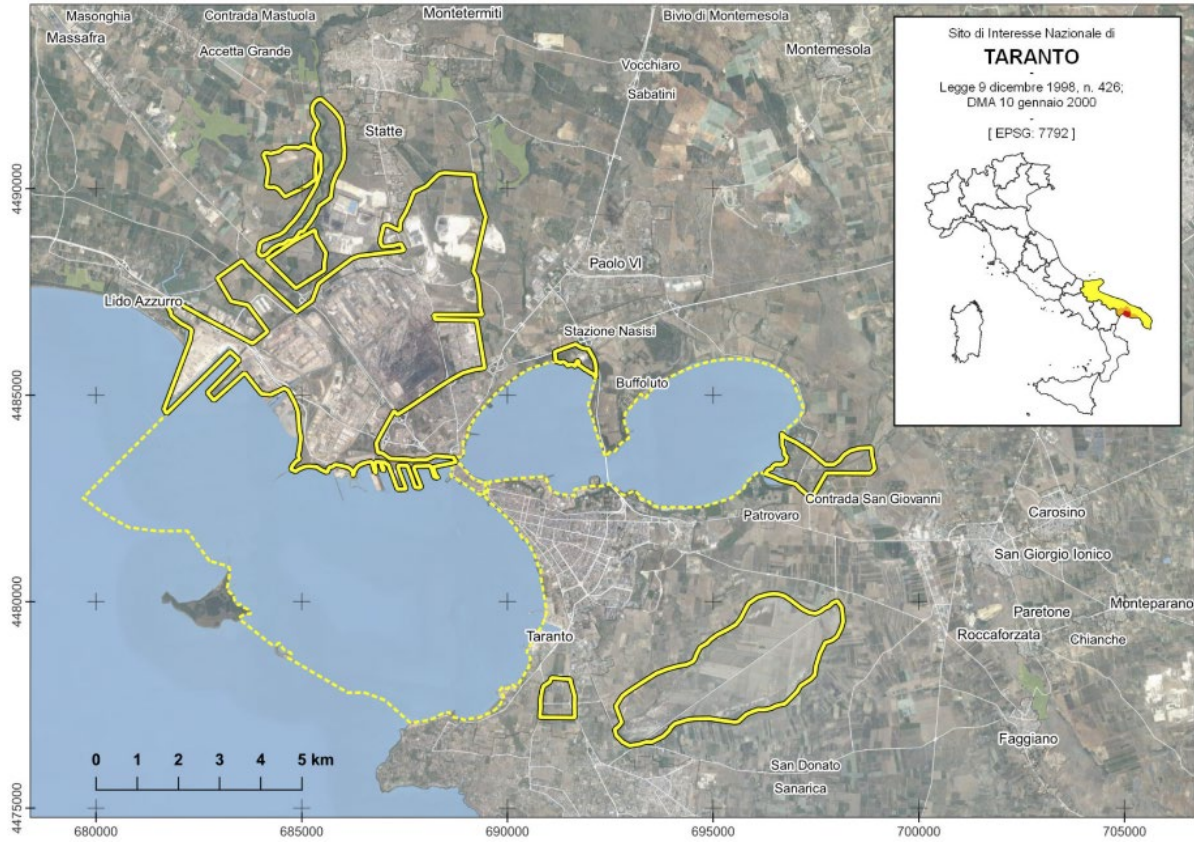 Masonghia
Contrada Mastuola
Montetermiti
Bivio di Montemesola
Massafra
Accetta Grande
Montemesola
Vocchiaro
Sabatini
Statte
Paolo VI
Lido Azzurro
Stazione Nasisi
Buffoluto
Contrada San Giovanni
Patrovaro
Carosino
San Giorgio Ionico
Monteparano
Paretone
Roccaforzata
Chianche
Taranto
Faggiano
San Donato
Sanarica
Sito di Interesse Nazionale di
TARANTO
-
Legge 9 dicembre 1998, n. 426;
DMA 10 gennaio 2000
-
[ EPSG: 7792 ]
0 1 2 3 4 5 km
4490000
4485000
4480000
4475000
680000 685000 690000 695000 700000 705000